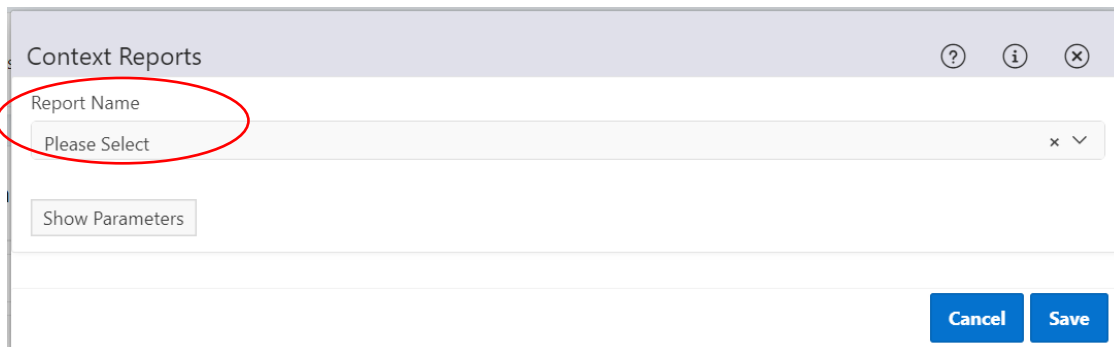 Context Reports
Report Name
Please Select
Show Parameters
Cancel Save